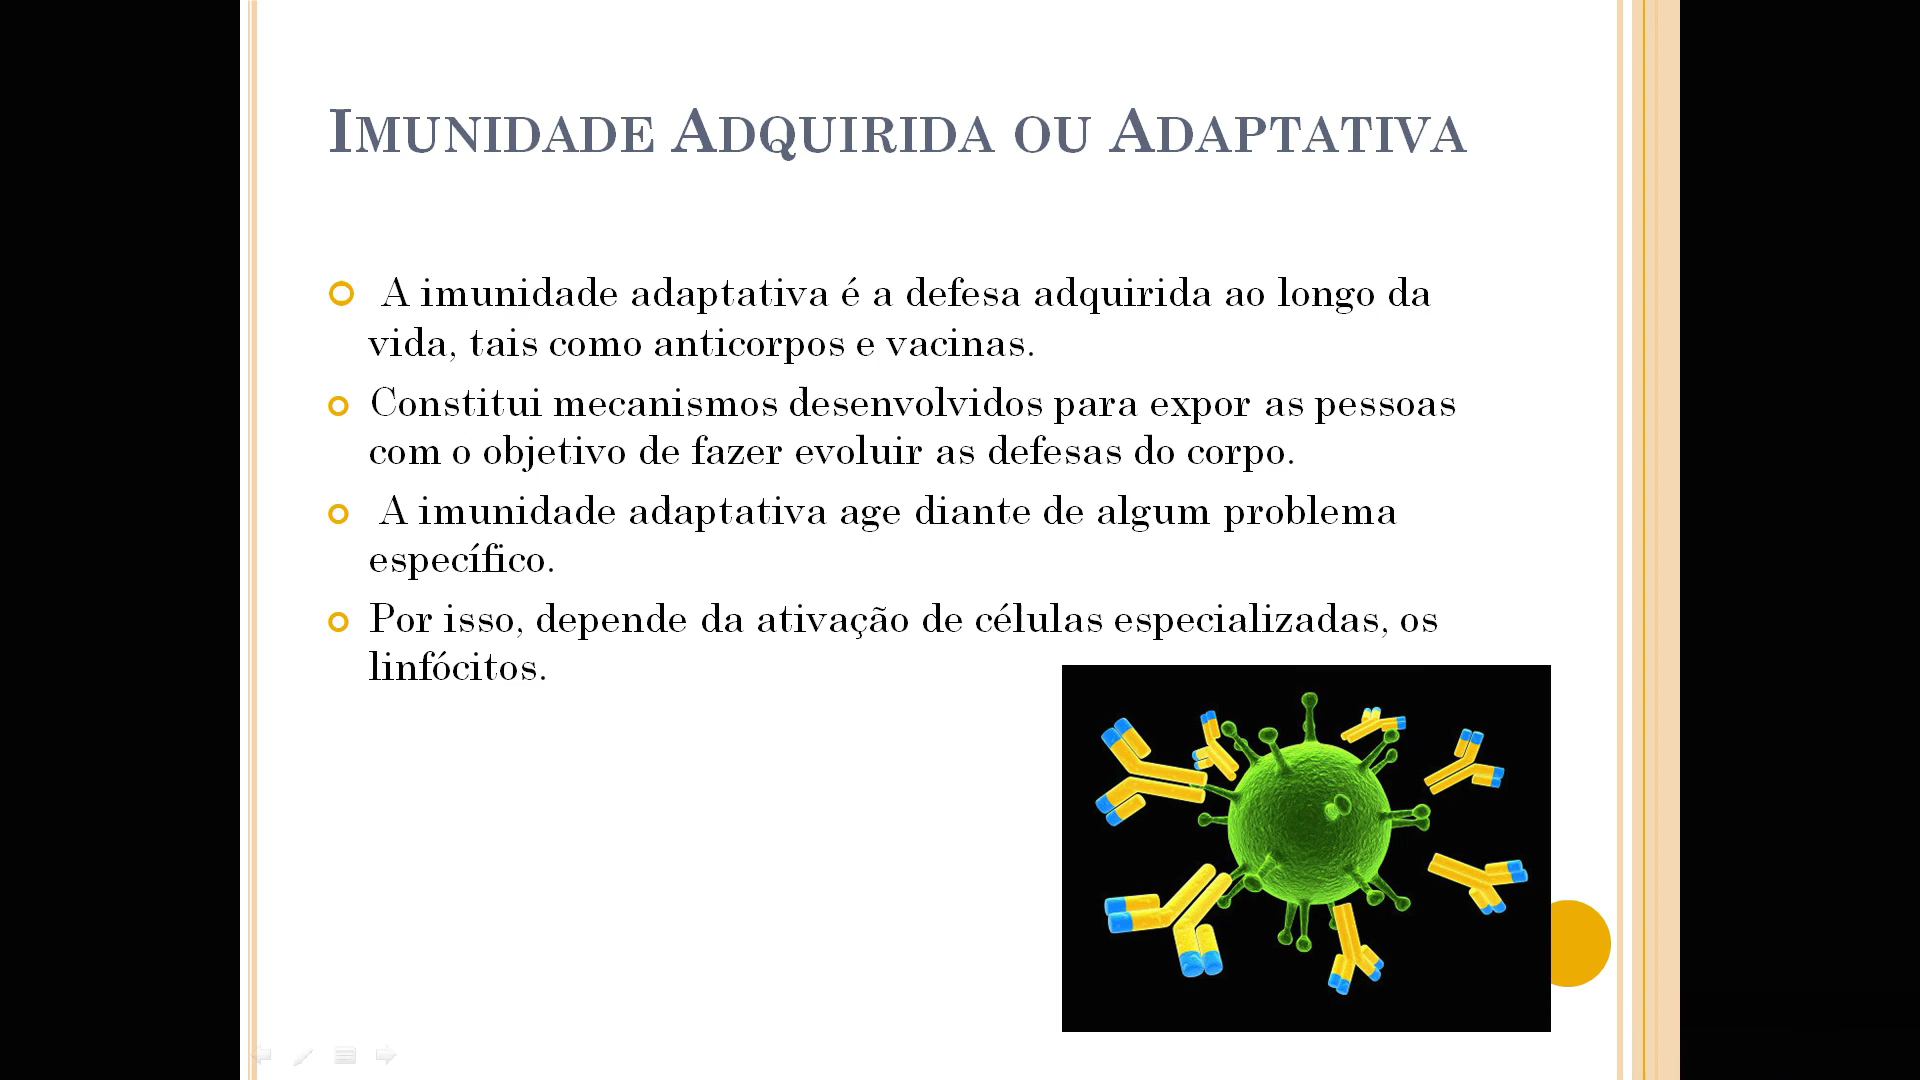 Imunidade Adquirida ou Adaptativa
A imunidade adaptativa é a defesa adquirida ao longo da
vida, tais como anticorpos e vacinas.
Constitui mecanismos desenvolvidos para expor as pessoas
com o objetivo de fazer evoluir as defesas do corpo.
A imunidade adaptativa age diante de algum problema
específico.
Por isso, depende da ativação de células especializadas, os
linfócitos.